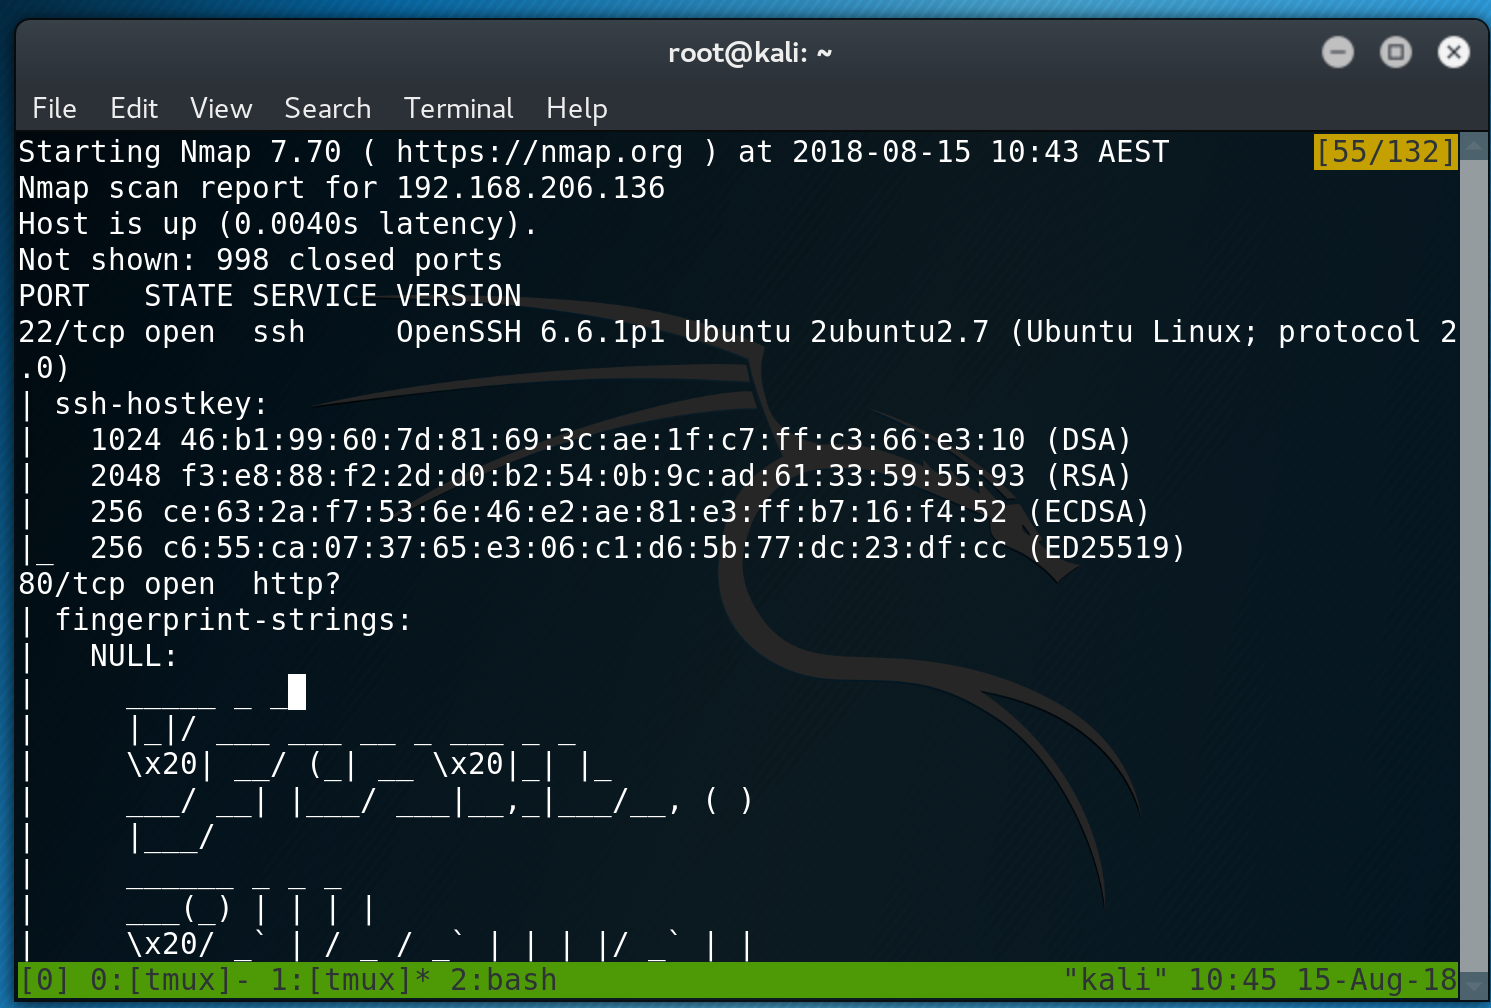 root@kali: ~
File Edit View Search Terminal Help
Starting Nmap 7.70 ( https://nmap.org ) at 2018-08-15 10:43 AEST [55/132]
Nmap scan report for 192.168.206.136
Host is up (0.0040s latency).
Not shown: 998 closed ports
PORT   STATE SERVICE VERSION
22/tcp open  ssh     OpenSSH 6.6.1p1 Ubuntu 2ubuntu2.7 (Ubuntu Linux; protocol 2
.0)
| ssh-hostkey:
|   1024 46:b1:99:60:7d:81:69:3c:ae:1f:c7:ff:c3:66:e3:10 (DSA)
|   2048 f3:e8:88:f2:2d:d0:b2:54:0b:9c:ad:61:33:59:55:93 (RSA)
|   256 ce:63:2a:f7:53:6e:46:e2:ae:81:e3:ff:b7:16:f4:52 (ECDSA)
|_  256 c6:55:ca:07:37:65:e3:06:c1:d6:5b:77:dc:23:df:cc (ED25519)
80/tcp open  http?
| fingerprint-strings:
|   NULL:
|     _____ _ _
|     |_|/ ___ ___ __ _ ___ _ _
|     \x20| __/ (_| __ \x20|_| |_
|     ___/ __| |___/ ___|__,_|___/__, ( )
|     |___/
|     ______ _ _ _
|     ___(_) | | | |
|     \x20/ _` | / _ / _` | | | |/ _` | |
[0] 0:[tmux]- 1:[tmux]* 2:bash "kali" 10:45 15-Aug-18